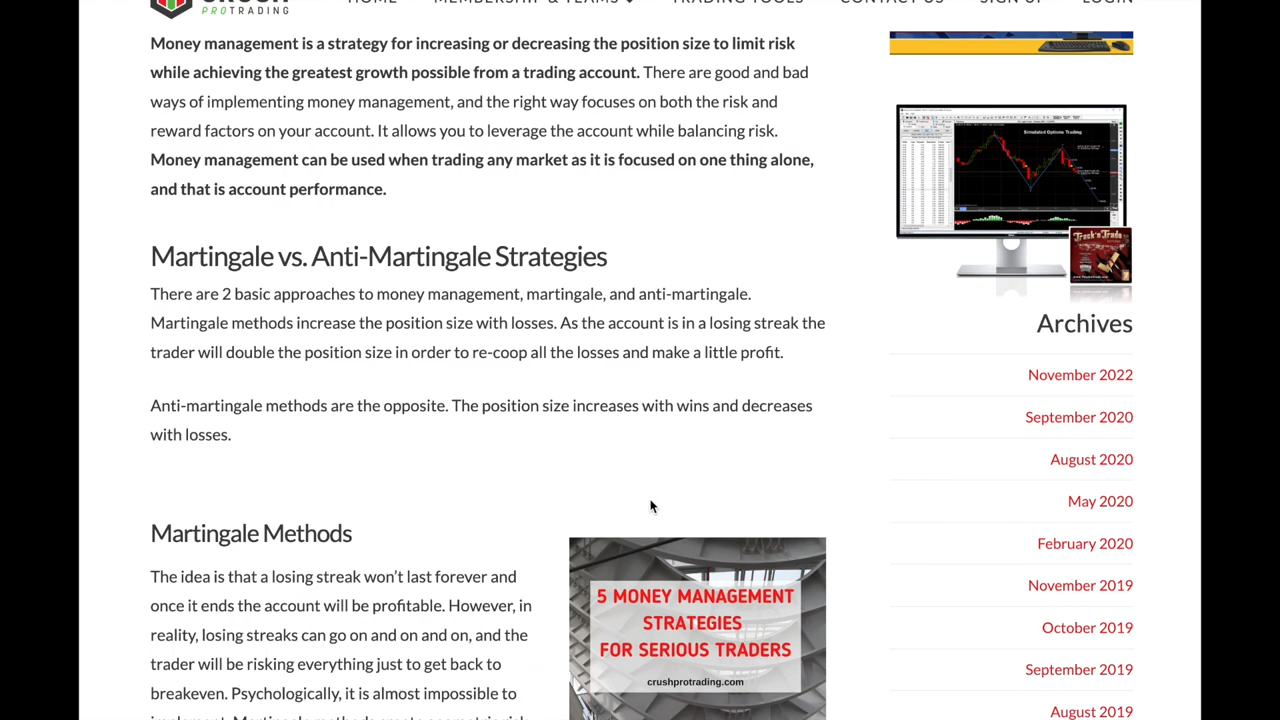 PROTRADING
HOME
MEMBERSHIP & TEAMS
TRADING TOOLS
CONTACT US
SIGN UP
LOGIN
Money management is a strategy for increasing or decreasing the position size to limit risk
while achieving the greatest growth possible from a trading account. There are good and bad
ways of implementing money management, and the right way focuses on both the risk and
reward factors of an account. It allows you to leverage the account while balancing risk.
Money management can be used when trading any market as it is focused on one thing alone,
and that is account performance.
Martingale vs. Anti-Martingale Strategies
There are 2 basic approaches to money management, martingale, and anti-martingale.
Martingale methods increase the position size with losses. As the account is in a losing streak the
trader will double the position size in order to re-coop all the losses and make a little profit.
Anti-martingale methods are the opposite. The position size increases with wins and decreases
with losses.
Martingale Methods
The idea is that a losing streak won’t last forever and
once it ends the account will be profitable. However, in
reality, losing streaks can go on and on and on, and the
trader will be risking everything just to get back to
breakeven. Psychologically, it is almost impossible to
5 MONEY MANAGEMENT
STRATEGIES
FOR SERIOUS TRADERS
crushprotrading.com
Simulated Options Trading
Track'n Trade
Archives
November 2022
September 2020
August 2020
May 2020
February 2020
November 2019
October 2019
September 2019
August 2019